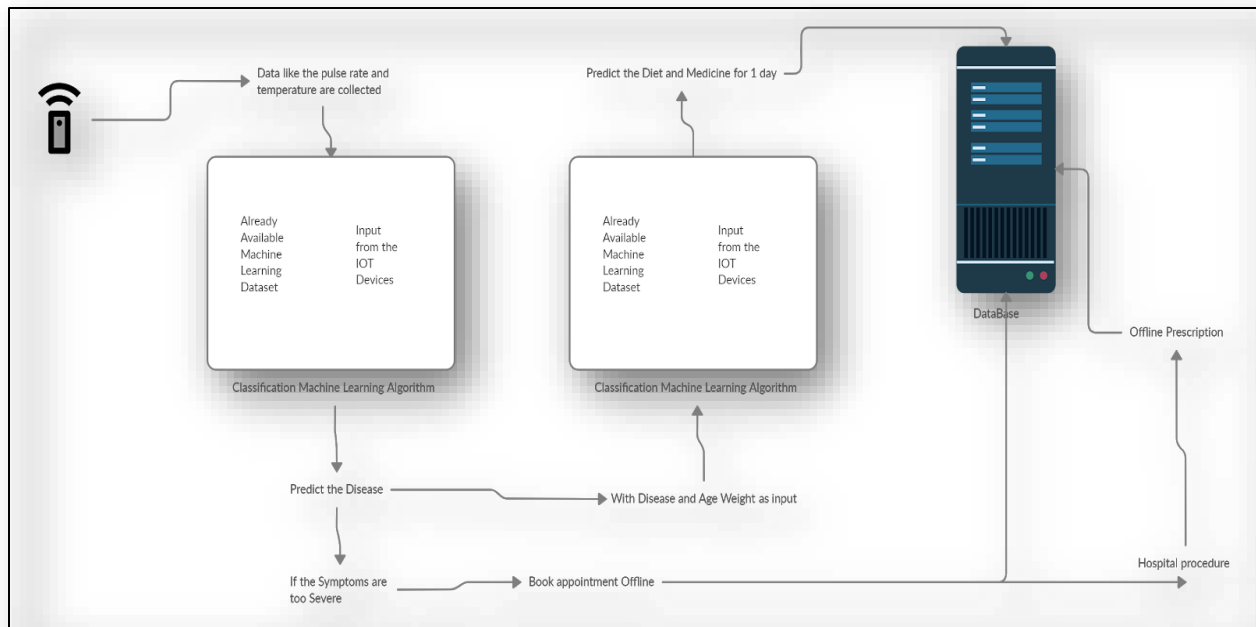 Data like the pulse rate and
temperature are collected
Predict the Diet and Medicine for 1 day
Already
Available
Machine
Learning
Dataset
Input
from the
IOT
Devices
Classification Machine Learning Algorithm
Already
Available
Machine
Learning
Dataset
Input
from the
IOT
Devices
Classification Machine Learning Algorithm
DataBase
Offline Prescription
Predict the Disease
With Disease and Age Weight as input
If the Symptoms are
too Severe
Book appointment Offline
Hospital procedure